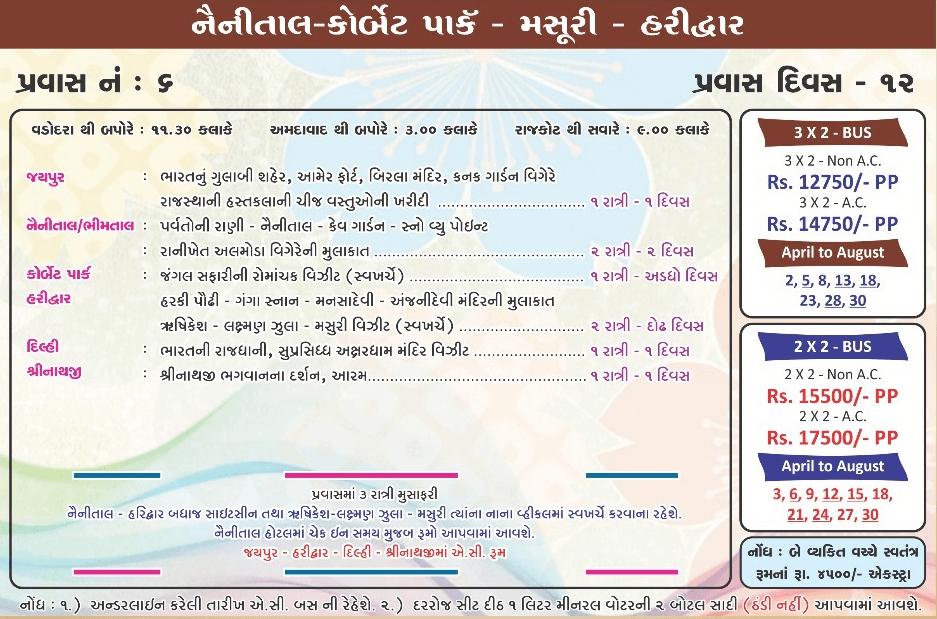 નૈનીતાલ-કોર્બેટ પાર્ક - મસૂરી - હરીદ્વાર
પ્રવાસ નં : ૬
પ્રવાસ દિવસ - ૧૨
વડોદરા થી બપોરે : ૧૧.૩૦ કલાકે અમદાવાદ થી બપોરે : ૩.૦૦ કલાકે રાજકોટ થી સવારે : ૯.૦૦ કલાકે
જયપુર : ભારતનું ગુલાબી શહેર, આમેર ફોર્ટ, બિરલા મંદિર, કનક ગાર્ડન વિગેરે
રાજસ્થાની હસ્તકલાની ચીજ વસ્તુઓની ખરીદી ................................ ૧ રાત્રી - ૧ દિવસ
નૈનીતાલ/ભીમતાલ : પર્વતોની રાણી - નૈનીતાલ - કેવ ગાર્ડન - સ્નો વ્યુ પોઇન્ટ
: રાનીખેત અલમોડા વિગેરેની મુલાકાત ................................ ૨ રાત્રી - ૨ દિવસ
કોર્બેટ પાર્ક : જંગલ સફારીની રોમાંચક વિઝીટ (સ્વખર્ચે) ................................ ૧ રાત્રી - અડધો દિવસ
હરીદ્વાર હરકી પૌઢી - ગંગા સ્નાન - મનસાદેવી - અંજનીદેવી મંદિરની મુલાકાત
ઋષિકેશ - લક્ષ્મણ ઝુલા - મસુરી વિઝીટ (સ્વખર્ચે) ................................ ૨ રાત્રી - દોઢ દિવસ
દિલ્હી : ભારતની રાજધાની, સુપ્રસિધ્ધ અક્ષરધામ મંદિર વિઝીટ ................................ ૧ રાત્રી - ૧ દિવસ
શ્રીનાથજી : શ્રીનાથજી ભગવાનના દર્શન, આરામ................................ ૧ રાત્રી - ૧ દિવસ
પ્રવાસમાં ૩ રાત્રી મુસાફરી
નૈનીતાલ - હરિદ્વાર બધાજ સાઇટસીન તથા ઋષિકેશ-લક્ષ્મણ ઝુલા - મસુરી ત્યાંના નાના વ્હીકલમાં સ્વખર્ચે કરવાના રહેશે.
નૈનીતાલ હોટલમાં ચેક ઈન સમય મુજબ રૂમો આપવામાં આવશે.
જયપુર - હરીદ્વાર - દિલ્હી - શ્રીનાથજીમાં એ.સી. રૂમ
3 X 2 - BUS
3 X 2 - Non A.C.
Rs. 12750/- PP
3 X 2 - A.C.
Rs. 14750/- PP
April to August
2, 5, 8, 13, 18,
23, 28, 30
2 X 2 - BUS
2 X 2 - Non A.C.
Rs. 15500/- PP
2 X 2 - A.C.
Rs. 17500/- PP
April to August
3, 6, 9, 12, 15, 18,
21, 24, 27, 30
નોંધ : બે વ્યકિત વચ્ચે સ્વતંત્ર
રૂમનાં રૂા. ૪૫૦૦/- એકસ્ટ્રા
નોંધ : ૧.) અન્ડરલાઈન કરેલી તારીખ એ.સી. બસ ની રેહેશે. ૨.) દરરોજ સીટ દીઠ ૧ લિટર મીનરલ વોટરની ૨ બોટલ સાદી (ઠંડી નહીં) આપવામાં આવશે.